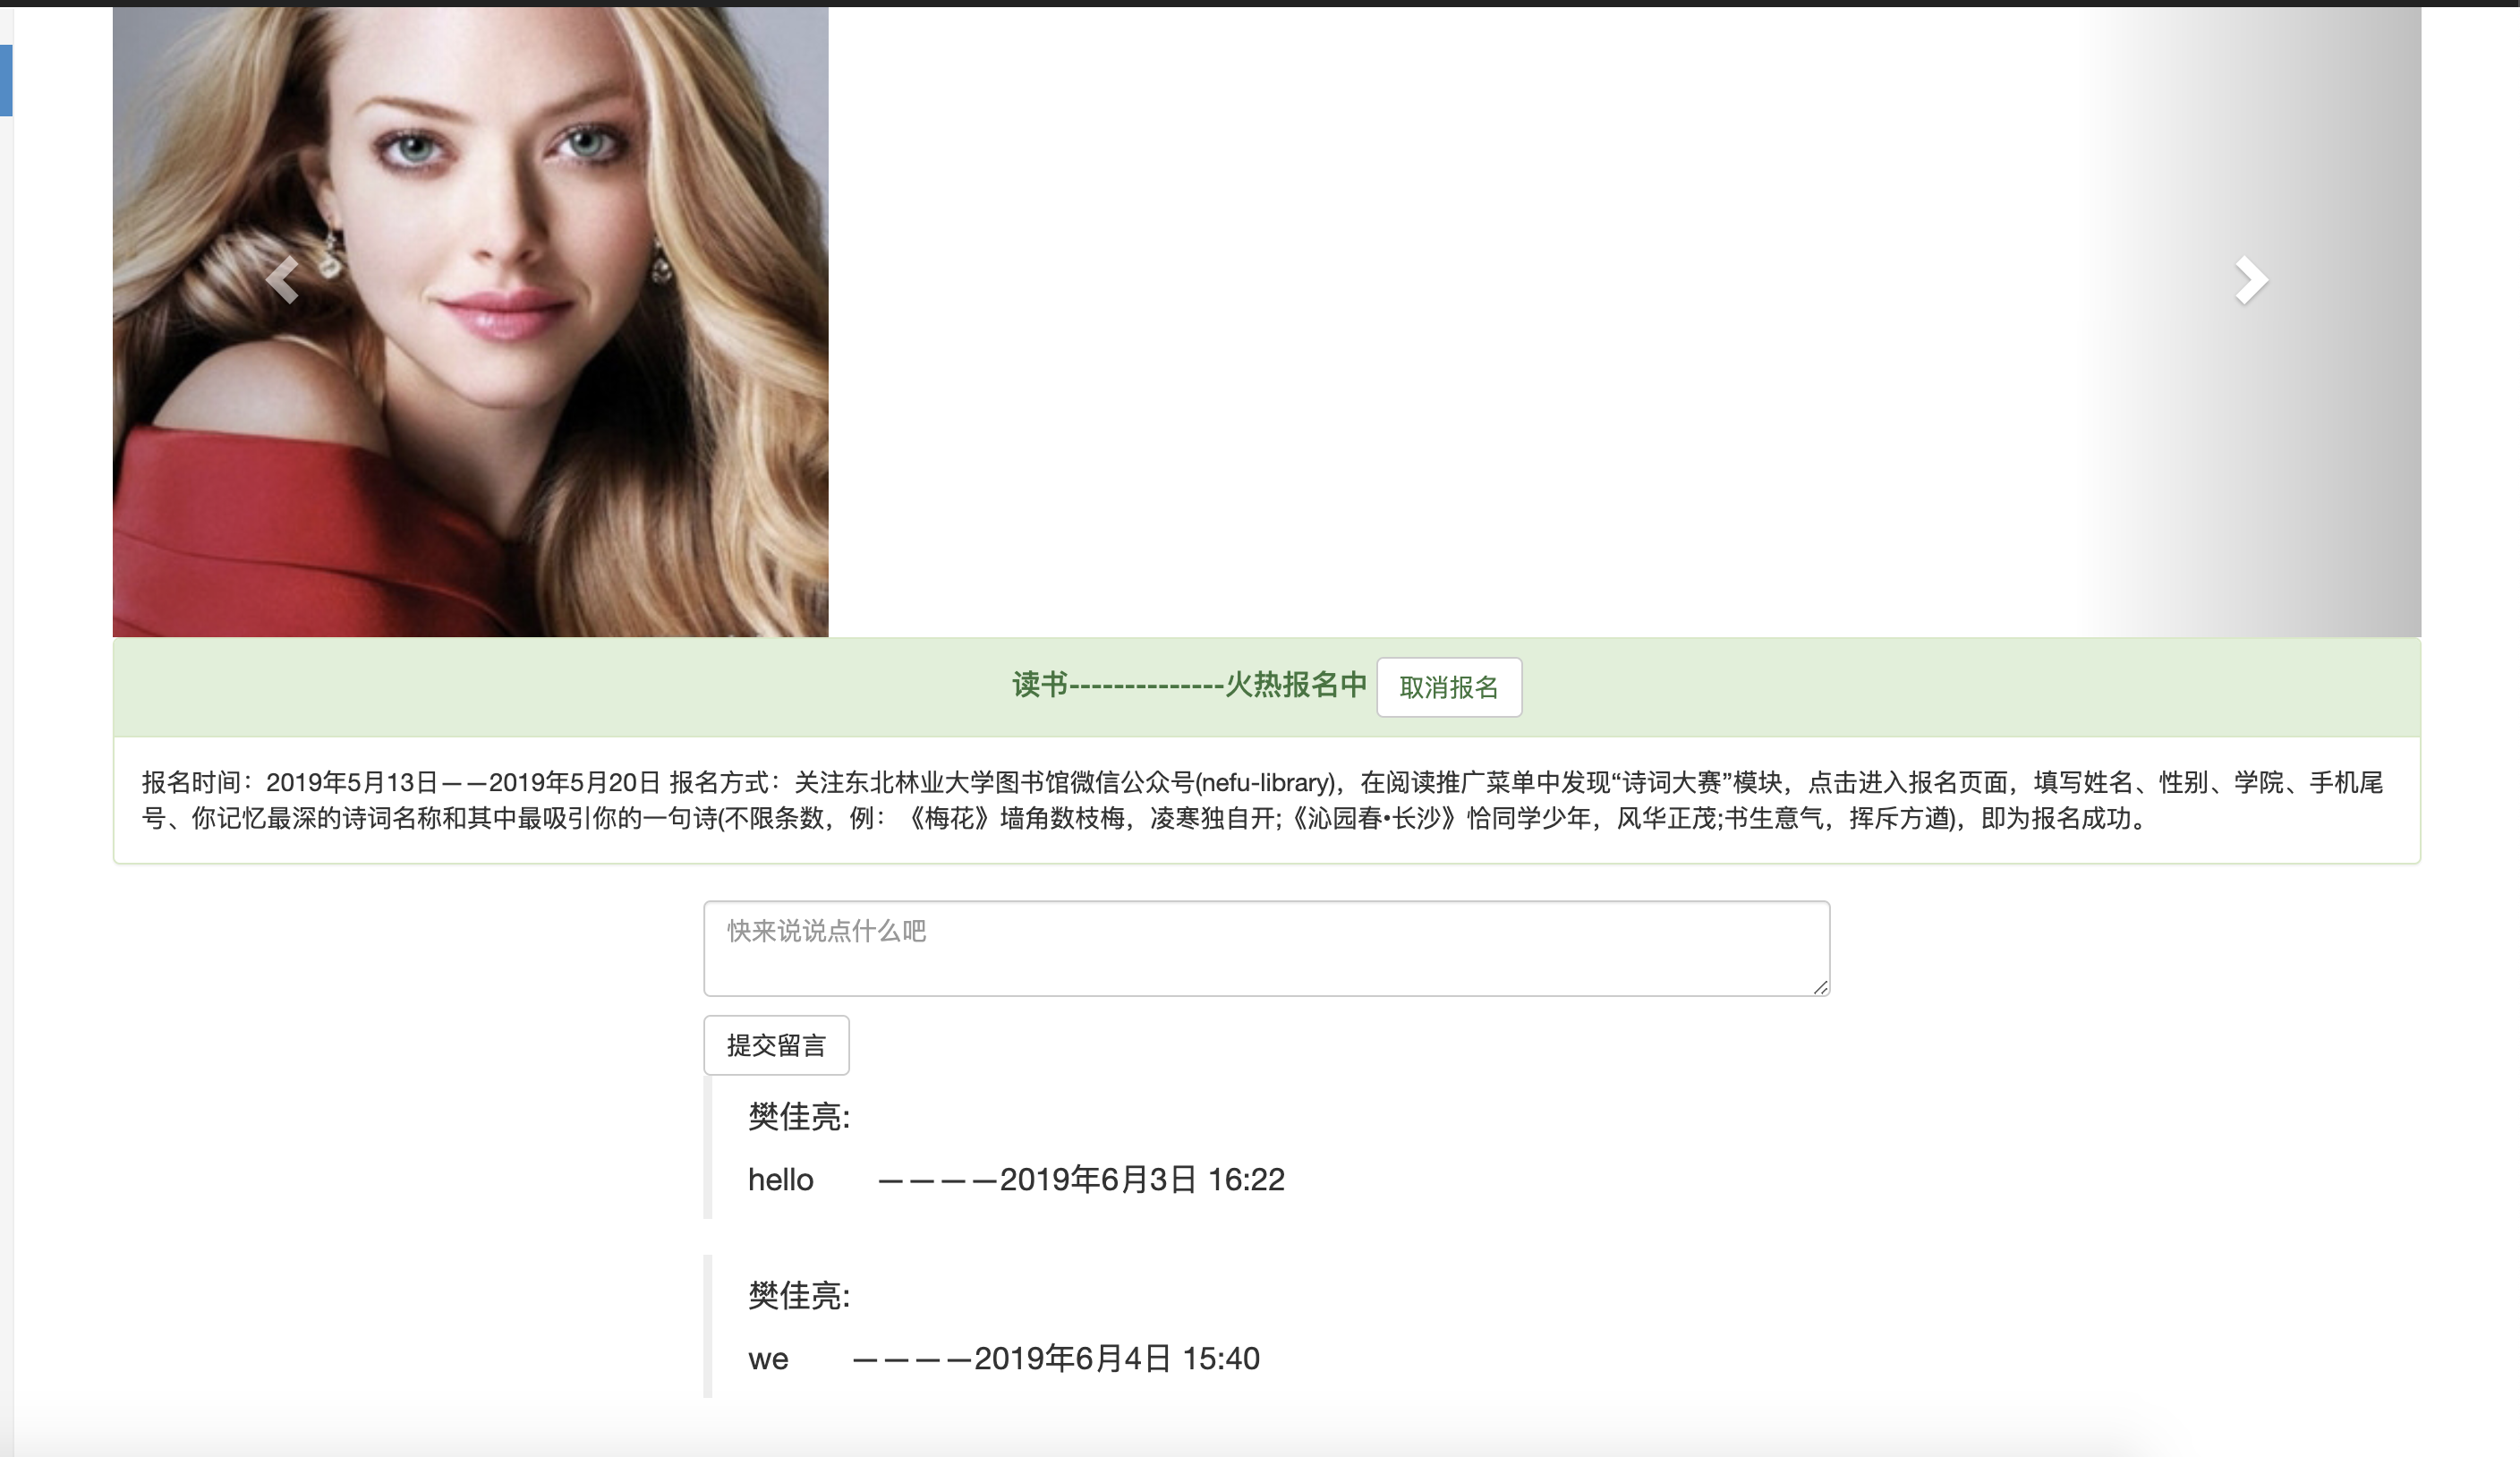 读书--------------火热报名中 取消报名
报名时间：2019年5月13日——2019年5月20日 报名方式：关注东北林业大学图书馆微信公众号(nefu-library)，在阅读推广菜单中发现“诗词大赛”模块，点击进入报名页面，填写姓名、性别、学院、手机尾
号、你记忆最深的诗词名称和其中最吸引你的一句诗(不限条数，例：《梅花》墙角数枝梅，凌寒独自开;《沁园春•长沙》恰同学少年，风华正茂;书生意气，挥斥方遒)，即为报名成功。
快来说说点什么吧
提交留言
樊佳亮:
hello ————2019年6月3日 16:22
樊佳亮:
we ————2019年6月4日 15:40